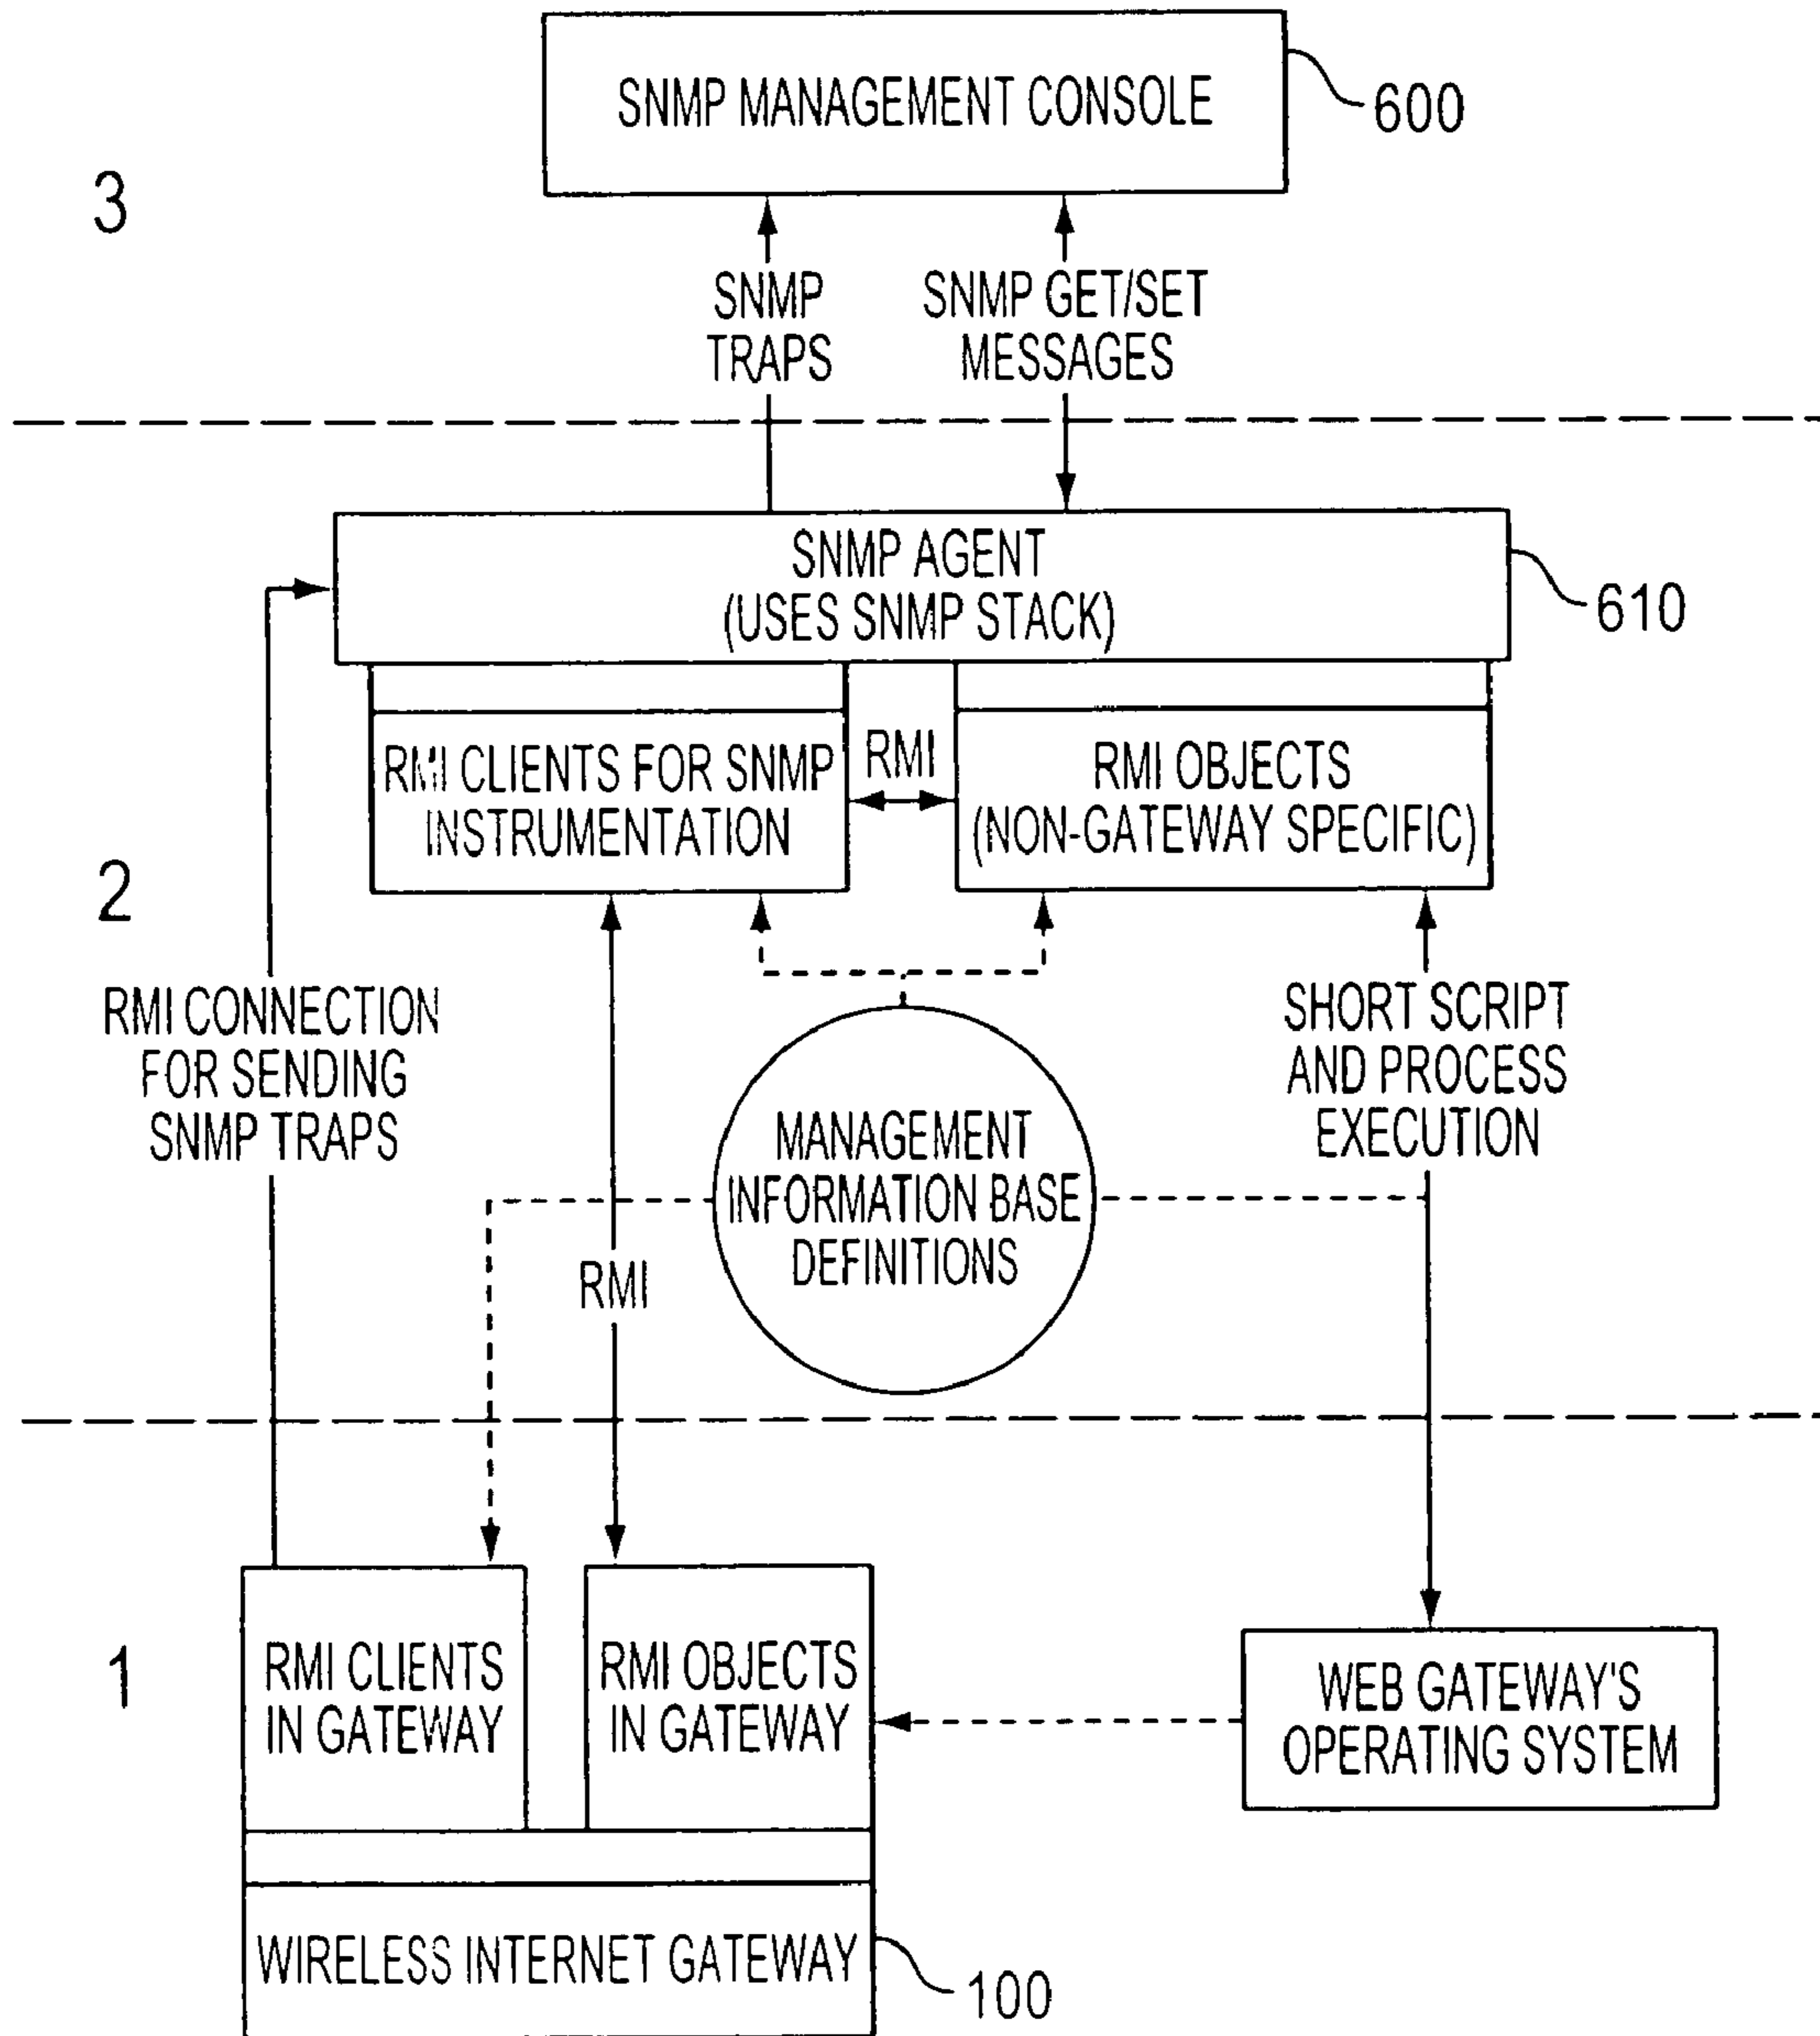 SNMP MANAGEMENT CONSOLE
600
3
SNMP
TRAPS
SNMP GET/SET
MESSAGES
SNMP AGENT
(USES SNMP STACK)
610
RMI CLIENTS FOR SNMP
INSTRUMENTATION
RMI
RMI OBJECTS
(NON-GATEWAY SPECIFIC)
2
RMI CONNECTION
FOR SENDING
SNMP TRAPS
SHORT SCRIPT
AND PROCESS
EXECUTION
MANAGEMENT
INFORMATION BASE
DEFINITIONS
RMI
1
RMI CLIENTS
IN GATEWAY
RMI OBJECTS
IN GATEWAY
WEB GATEWAY'S
OPERATING SYSTEM
WIRELESS INTERNET GATEWAY
100